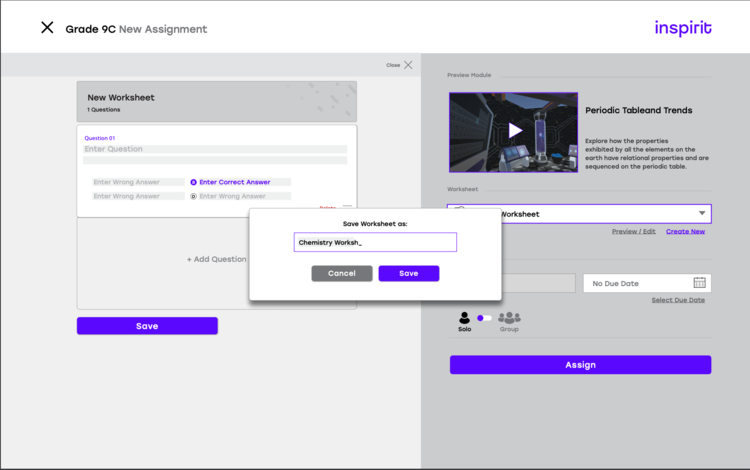 Grade 9C New Assignment
inspirit
Close
New Worksheet
1 Questions
Question 01
Enter Question
Enter Wrong Answer
B Enter Correct Answer
Enter Wrong Answer
D Enter Wrong Answer
+ Add Question
Save
Save Worksheet as:
Chemistry Worksh_
Cancel
Save
Preview Module
Periodic Tableand Trends
Explore how the properties
exhibited by all the elements on the
earth have relational properties and are
sequenced on the periodic table.
Worksheet
Worksheet
Preview / Edit
Create New
No Due Date
Select Due Date
Solo
Group
Assign